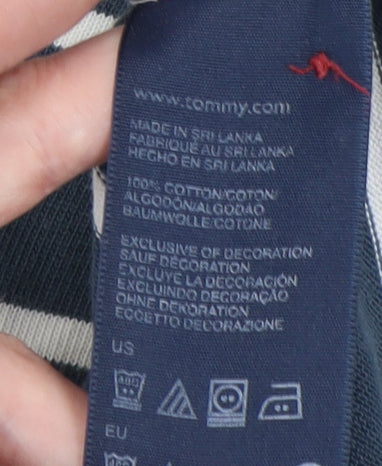 www.tommy.com
MADE IN SRI LANKA
FABRIQUÉ AU SRI LANKA
HECHO EN SRI LANKA
100% COTTON/COTON/
ALGODÓN/ALGODÃO
BAUMWOLLE/COTONE
EXCLUSIVE OF DECORATION
SAUF DÉCORATION
EXCLUYE LA DECORACIÓN
EXCLUINDO DECORAÇÃO
OHNE DEKORATION
ECCETTO DECORAZIONE
US
EU